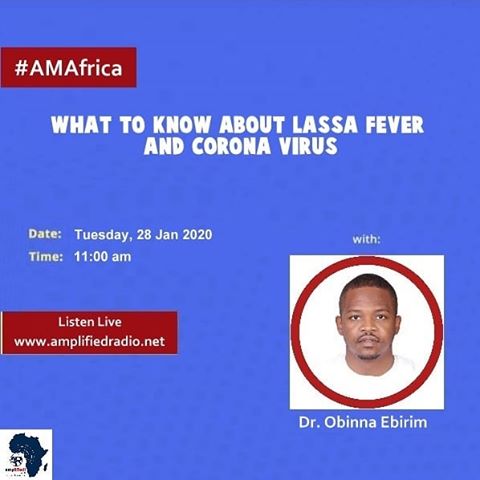 #AMAfrica
WHAT TO KNOW ABOUT LASSA FEVER
AND CORONA VIRUS
Date: Tuesday, 28 Jan 2020
Time: 11:00 am
with:
Listen Live
www.amplifiedradio.net
Dr. Obinna Ebirim